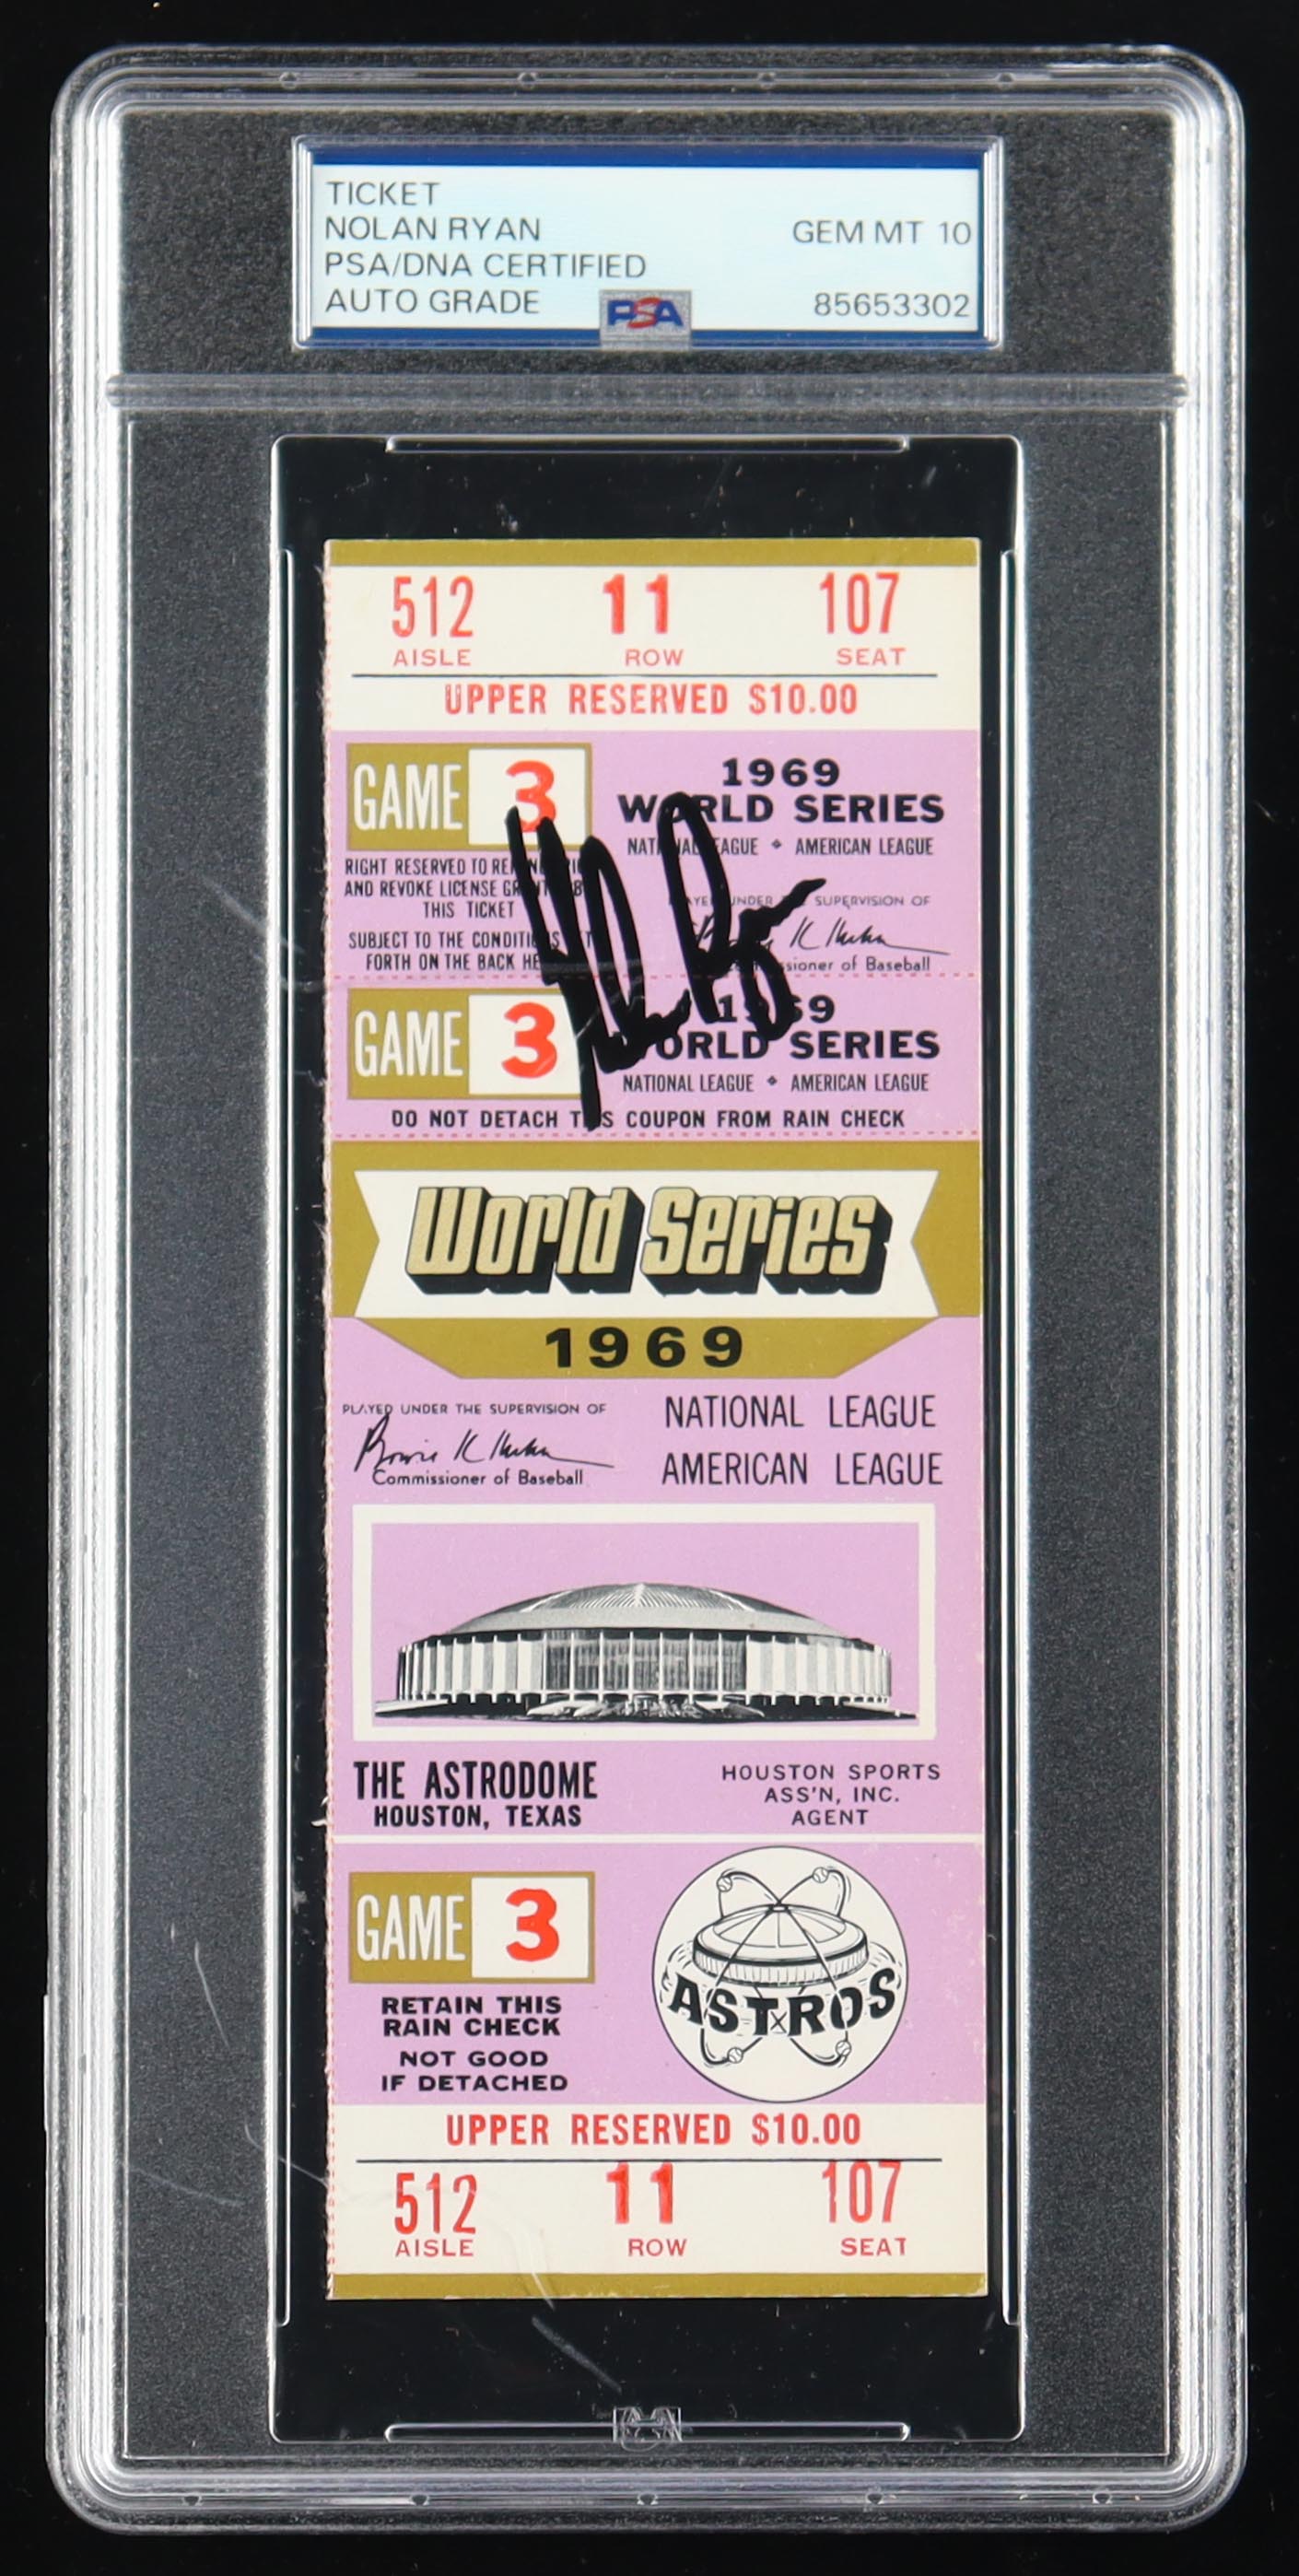 TICKET
NOLAN RYAN GEM MT 10
PSA/DNA CERTIFIED
AUTO GRADE PSA 85653302
512 11 107
AISLE ROW SEAT
UPPER RESERVED $10.00
GAME 3
RIGHT RESERVED TO
AND REVOKE LICENSE
THIS TICKET
SUBJECT TO THE
FORTH ON THE BACK
1969
WORLD SERIES
AMERICAN LEAGUE
SUPERVISION OF
of Baseball
GAME 3
WORLD SERIES
NATIONAL LEAGUE • AMERICAN LEAGUE
DO NOT DETACH THIS COUPON FROM RAIN CHECK
World Series
1969
PLAYED UNDER THE SUPERVISION OF
Bowie K Kuhn
Commissioner of Baseball
NATIONAL LEAGUE
AMERICAN LEAGUE
THE ASTRODOME
HOUSTON, TEXAS
HOUSTON SPORTS
ASS'N, INC.
AGENT
GAME 3
RETAIN THIS
RAIN CHECK
NOT GOOD
IF DETACHED
ASTROS
UPPER RESERVED $10.00
512 11 107
AISLE ROW SEAT